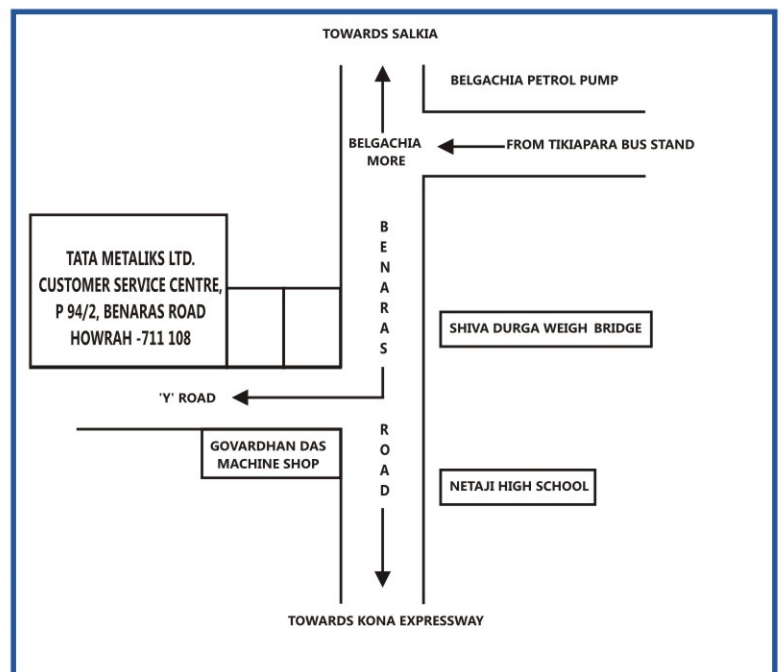 TOWARDS SALKIA
BELGACHIA PETROL PUMP
BELGACHIA
MORE
FROM TIKIAPARA BUS STAND
BENARAS
TATA METALIKS LTD.
CUSTOMER SERVICE CENTRE,
P 94/2, BENARAS ROAD
HOWRAH -711 108
SHIVA DURGA WEIGH BRIDGE
'Y' ROAD
ROAD
GOVARDHAN DAS
MACHINE SHOP
NETAJI HIGH SCHOOL
TOWARDS KONA EXPRESSWAY